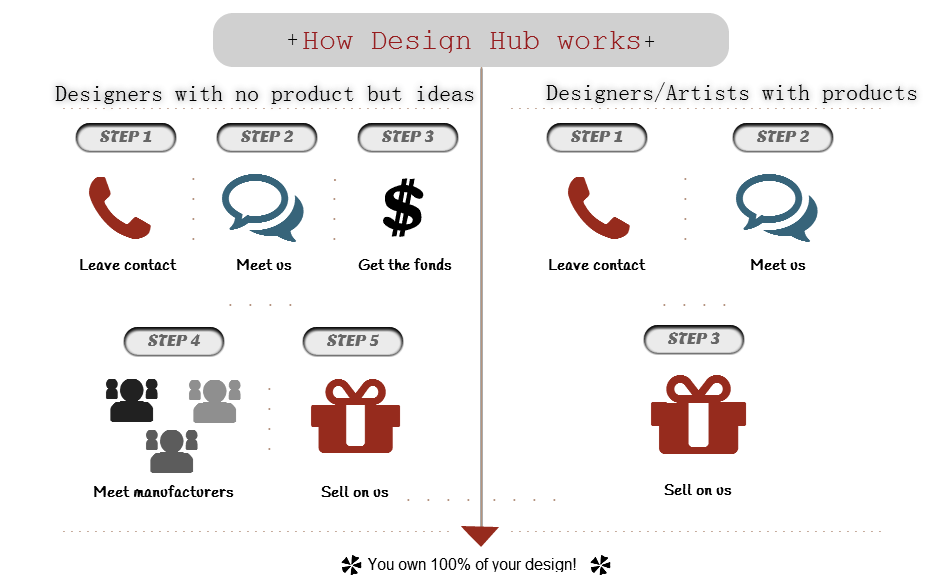 +How Design Hub works+
Designers with no product but ideas
STEP 1 STEP 2 STEP 3
Leave contact Meet us Get the funds
STEP 4 STEP 5
Meet manufacturers Sell on us
Designers/Artists with products
STEP 1 STEP 2
Leave contact Meet us
STEP 3
Sell on us
You own 100% of your design!